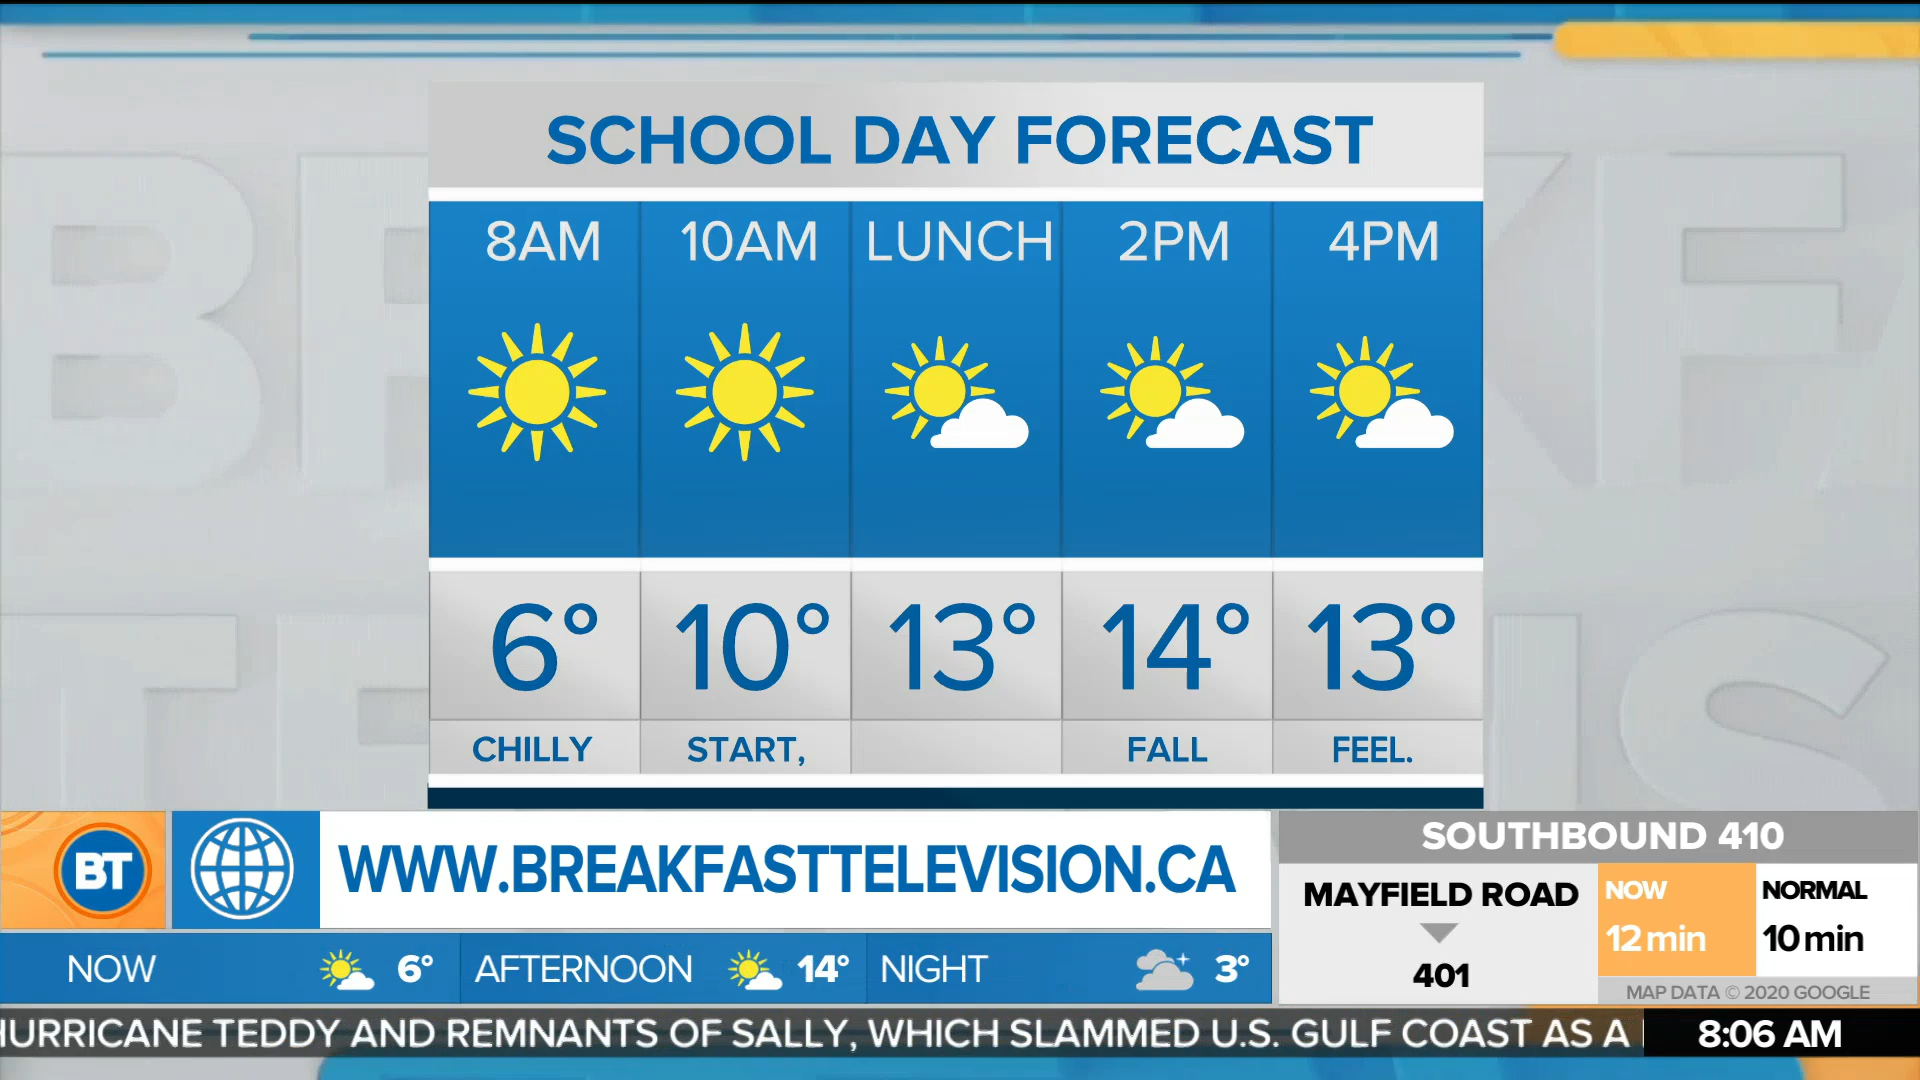 SCHOOL DAY FORECAST
8AM 10AM LUNCH 2PM 4PM
6° 10° 13° 14° 13°
CHILLY START, FALL FEEL.
BT
WWW.BREAKFASTTELEVISION.CA
SOUTHBOUND 410
MAYFIELD ROAD
401
NOW
12 min
NORMAL
10 min
MAP DATA © 2020 GOOGLE
NOW 6° AFTERNOON 14° NIGHT 3°
HURRICANE TEDDY AND REMNANTS OF SALLY, WHICH SLAMMED U.S. GULF COAST AS A
8:06 AM